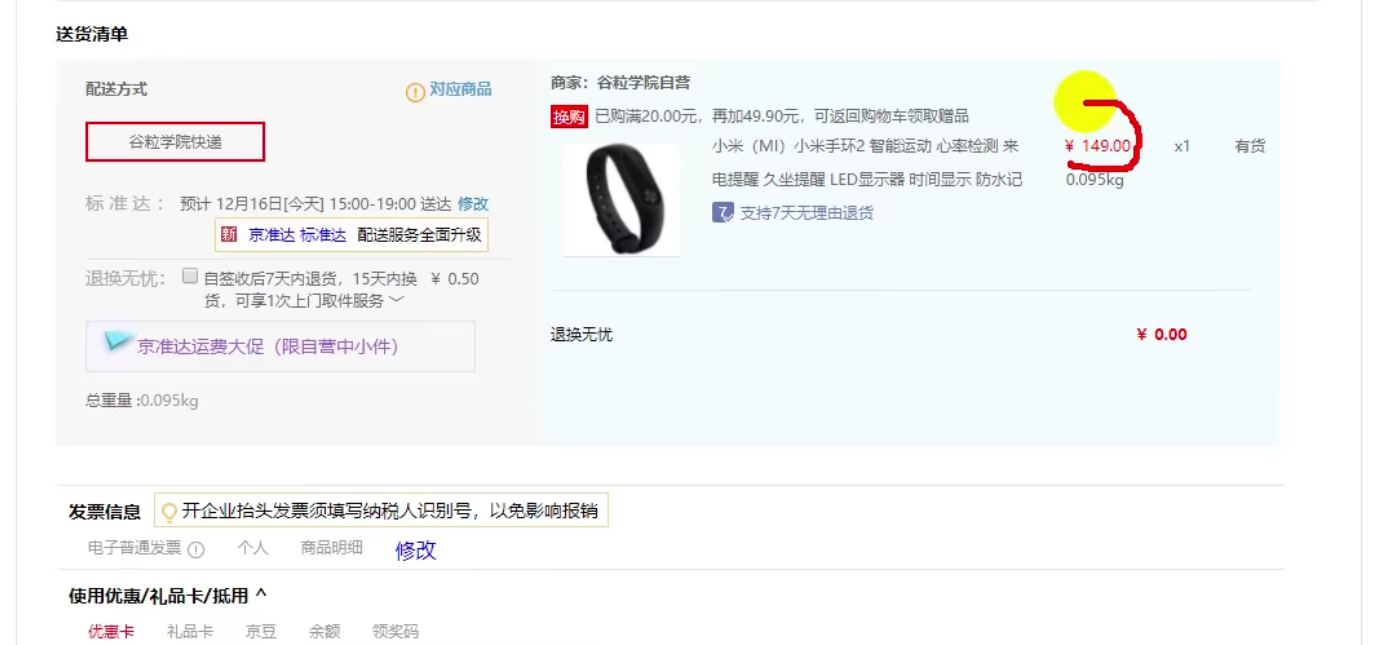 送货清单
配送方式
对应商品
谷粒学院快递
标 准 达 ： 预计 12月16日[今天] 15:00-19:00 送达 修改
新 京准达 标准达 配送服务全面升级
退换无忧： 自签收后7天内退货，15天内换 ¥ 0.50
货，可享1次上门取件服务
京准达运费大促（限自营中小件）
总重量 :0.095kg
商家：谷粒学院自营
换购 已购满20.00元，再加49.90元，可返回购物车领取赠品
小米（MI）小米手环2 智能运动 心率检测 来 ¥ 149.00 x1 有货
电提醒 久坐提醒 LED显示器 时间显示 防水记 0.095kg
7 支持7天无理由退货
退换无忧 ¥ 0.00
发票信息 开企业抬头发票须填写纳税人识别号，以免影响报销
电子普通发票 个人 商品明细 修改
使用优惠/礼品卡/抵用 ^
优惠卡 礼品卡 京豆 余额 领奖码